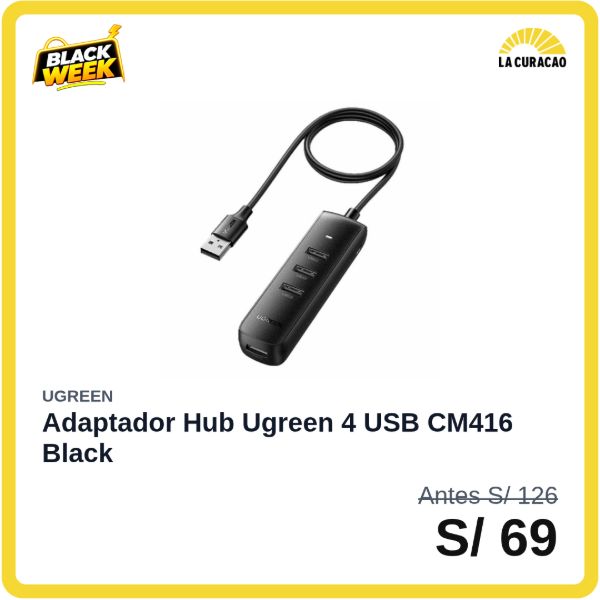 BLACK
WEEK
LA CURACAO
UGREEN
Adaptador Hub Ugreen 4 USB CM416
Black
Antes S/ 126
S/ 69